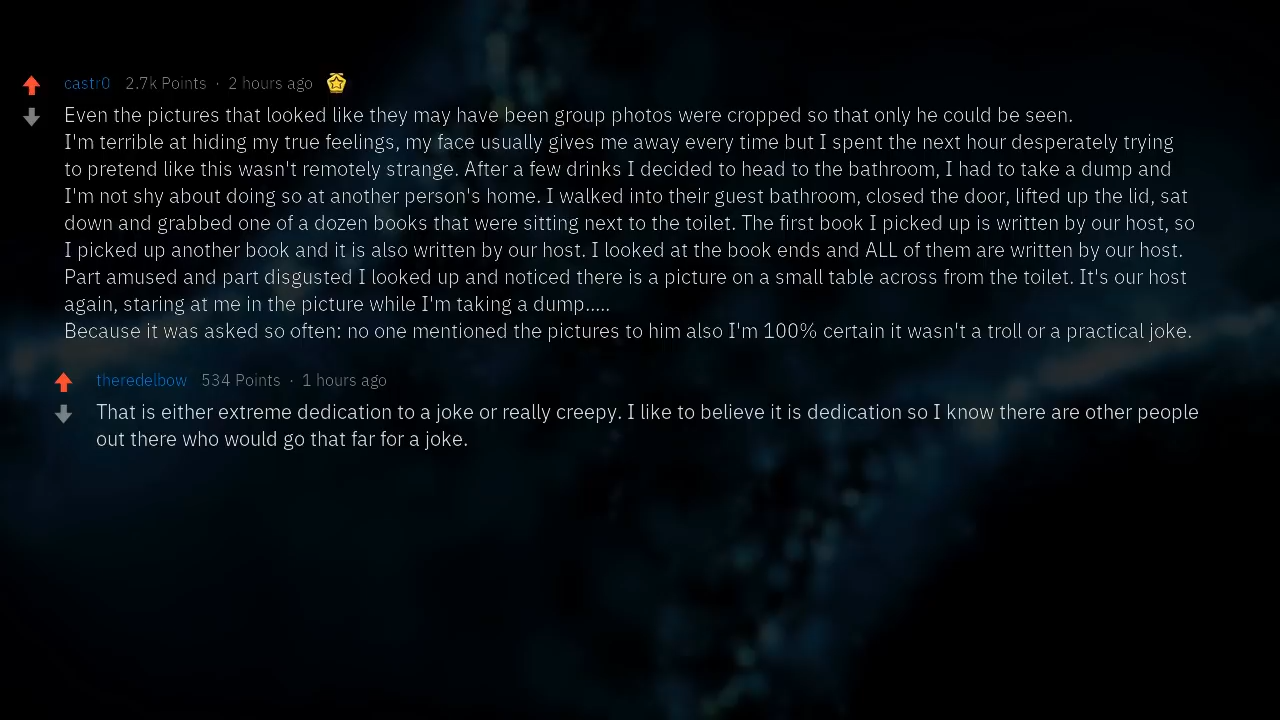 castr0 2.7k Points · 2 hours ago
Even the pictures that looked like they may have been group photos were cropped so that only he could be seen.
I'm terrible at hiding my true feelings, my face usually gives me away every time but I spent the next hour desperately trying
to pretend like this wasn't remotely strange. After a few drinks I decided to head to the bathroom, I had to take a dump and
I'm not shy about doing so at another person's home. I walked into their guest bathroom, closed the door, lifted up the lid, sat
down and grabbed one of a dozen books that were sitting next to the toilet. The first book I picked up is written by our host, so
I picked up another book and it is also written by our host. I looked at the book ends and ALL of them are written by our host.
Part amused and part disgusted I looked up and noticed there is a picture on a small table across from the toilet. It's our host
again, staring at me in the picture while I'm taking a dump.....
Because it was asked so often: no one mentioned the pictures to him also I'm 100% certain it wasn't a troll or a practical joke.
theredelbow 534 Points · 1 hours ago
That is either extreme dedication to a joke or really creepy. I like to believe it is dedication so I know there are other people
out there who would go that far for a joke.